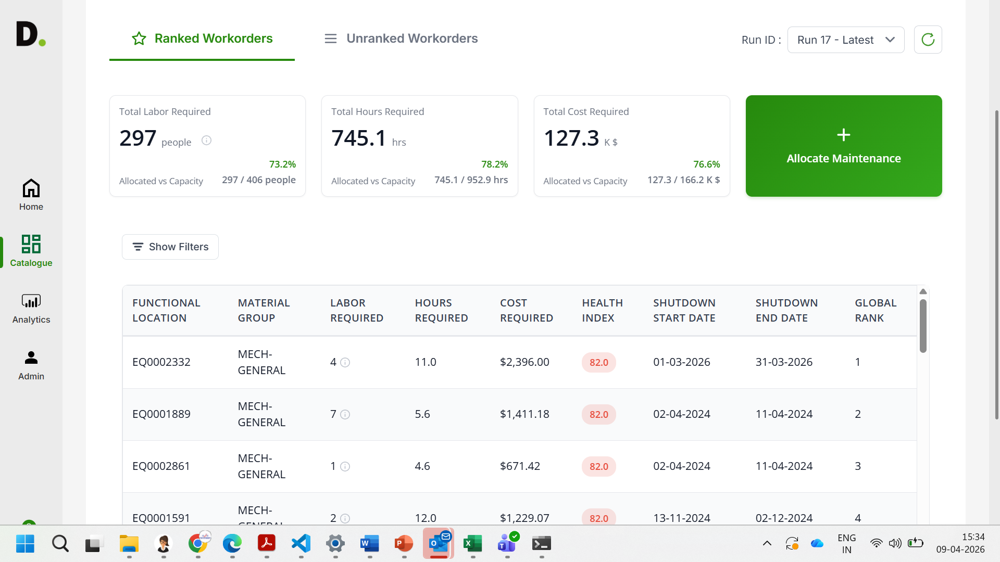 D.
Ranked Workorders
Unranked Workorders
Run ID :
Run 17 - Latest
Total Labor Required
297 people
73.2%
Allocated vs Capacity
297 / 406 people
Total Hours Required
745.1 hrs
78.2%
Allocated vs Capacity
745.1 / 952.9 hrs
Total Cost Required
127.3 K $
76.6%
Allocated vs Capacity
127.3 / 166.2 K $
+
Allocate Maintenance
Home
Catalogue
Analytics
Admin
Show Filters
FUNCTIONAL LOCATION
MATERIAL GROUP
LABOR REQUIRED
HOURS REQUIRED
COST REQUIRED
HEALTH INDEX
SHUTDOWN START DATE
SHUTDOWN END DATE
GLOBAL RANK
EQ0002332 MECH-GENERAL 4 11.0 $2,396.00 82.0 01-03-2026 31-03-2026 1
EQ0001889 MECH-GENERAL 7 5.6 $1,411.18 82.0 02-04-2024 11-04-2024 2
EQ0002861 MECH-GENERAL 1 4.6 $671.42 82.0 02-04-2024 11-04-2024 3
EQ0001591 MECH-GENERAL 2 12.0 $1,229.07 82.0 13-11-2024 02-12-2024 4
ENG
IN
15:34
09-04-2026